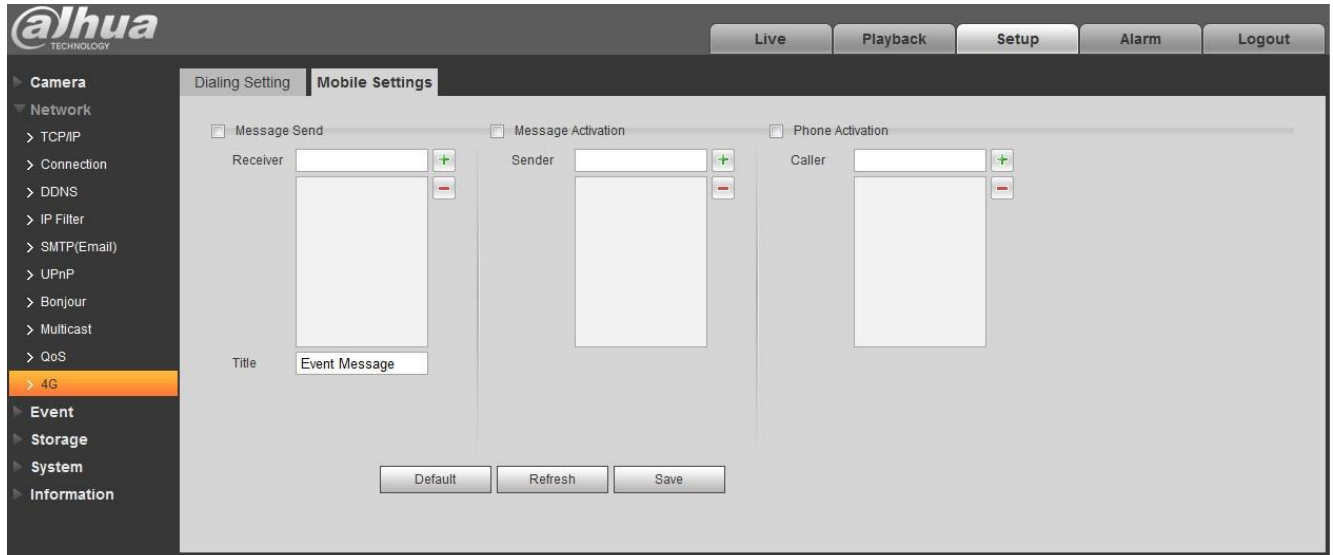 alhua
TECHNOLOGY
Live Playback Setup Alarm Logout
Camera
Network
TCP/IP
Connection
DDNS
IP Filter
SMTP(Email)
UPnP
Bonjour
Multicast
QoS
4G
Event
Storage
System
Information
Dialing Setting Mobile Settings
Message Send Message Activation Phone Activation
Receiver Sender Caller
Title Event Message
Default Refresh Save